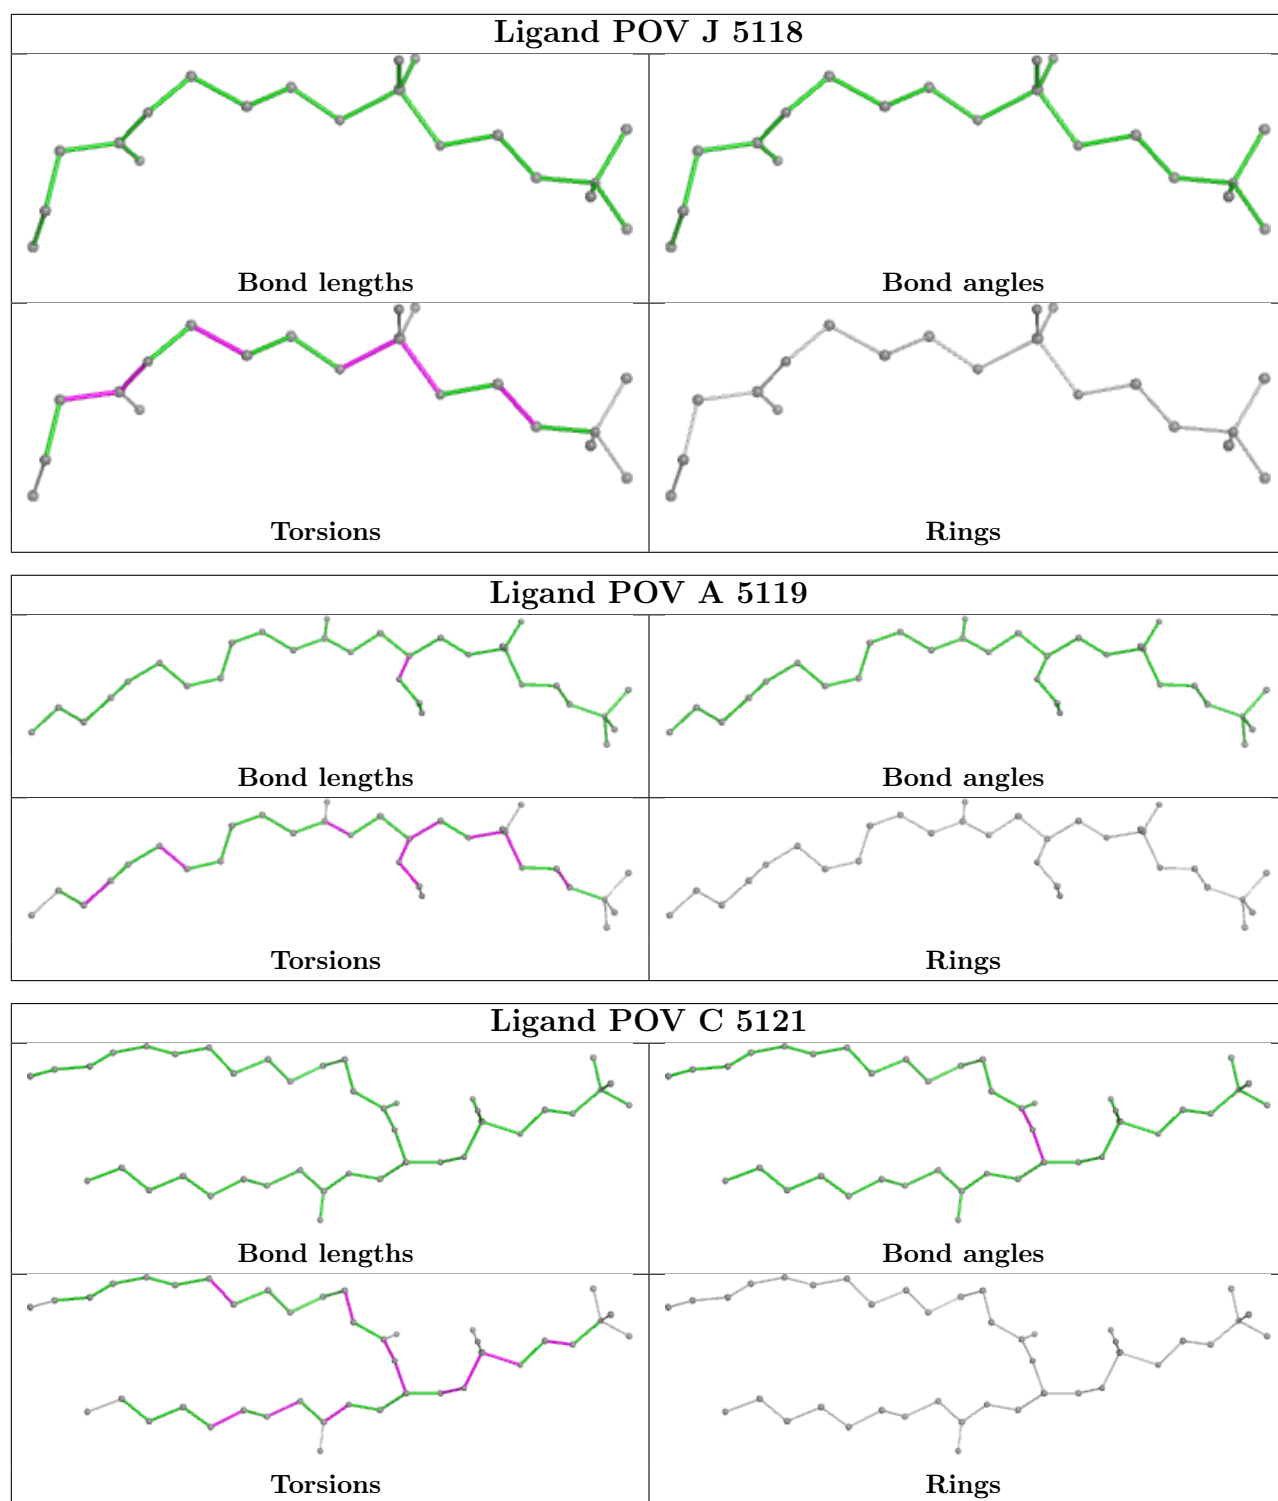 Ligand POV J 5118
Bond lengths
Bond angles
Torsions
Rings
Ligand POV A 5119
Bond lengths
Bond angles
Torsions
Rings
Ligand POV C 5121
Bond lengths
Bond angles
Torsions
Rings